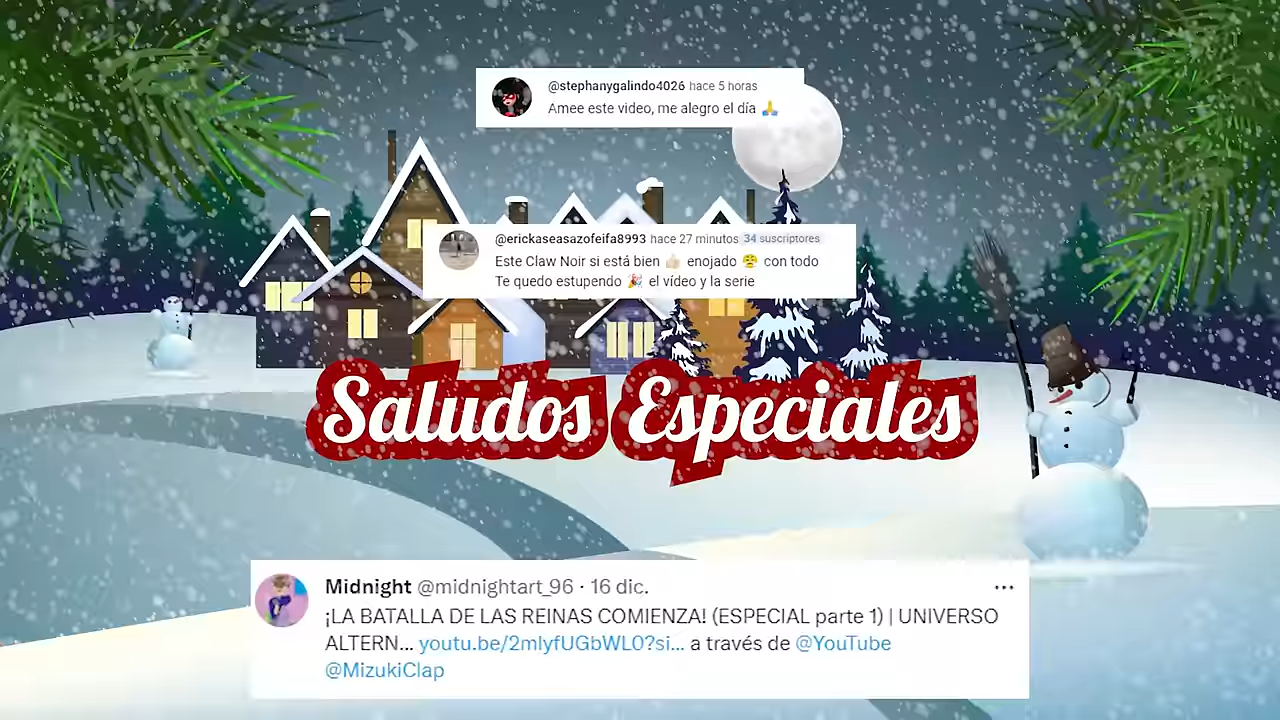 @stephanygalindo4026 hace 5 horas
Amee este video, me alegro el día 🙏
@erickaseasazofeifa8993 hace 27 minutos 34 suscriptores
Este Claw Noir si está bien 👍🏻 enojado 😤 con todo
Te quedo estupendo 🎉 el vídeo y la serie
Saludos Especiales
Midnight @midnightart_96 · 16 dic.
¡LA BATALLA DE LAS REINAS COMIENZA! (ESPECIAL parte 1) | UNIVERSO
ALTERN... youtu.be/2mlyfUGbWL0?si... a través de @YouTube
@MizukiClap